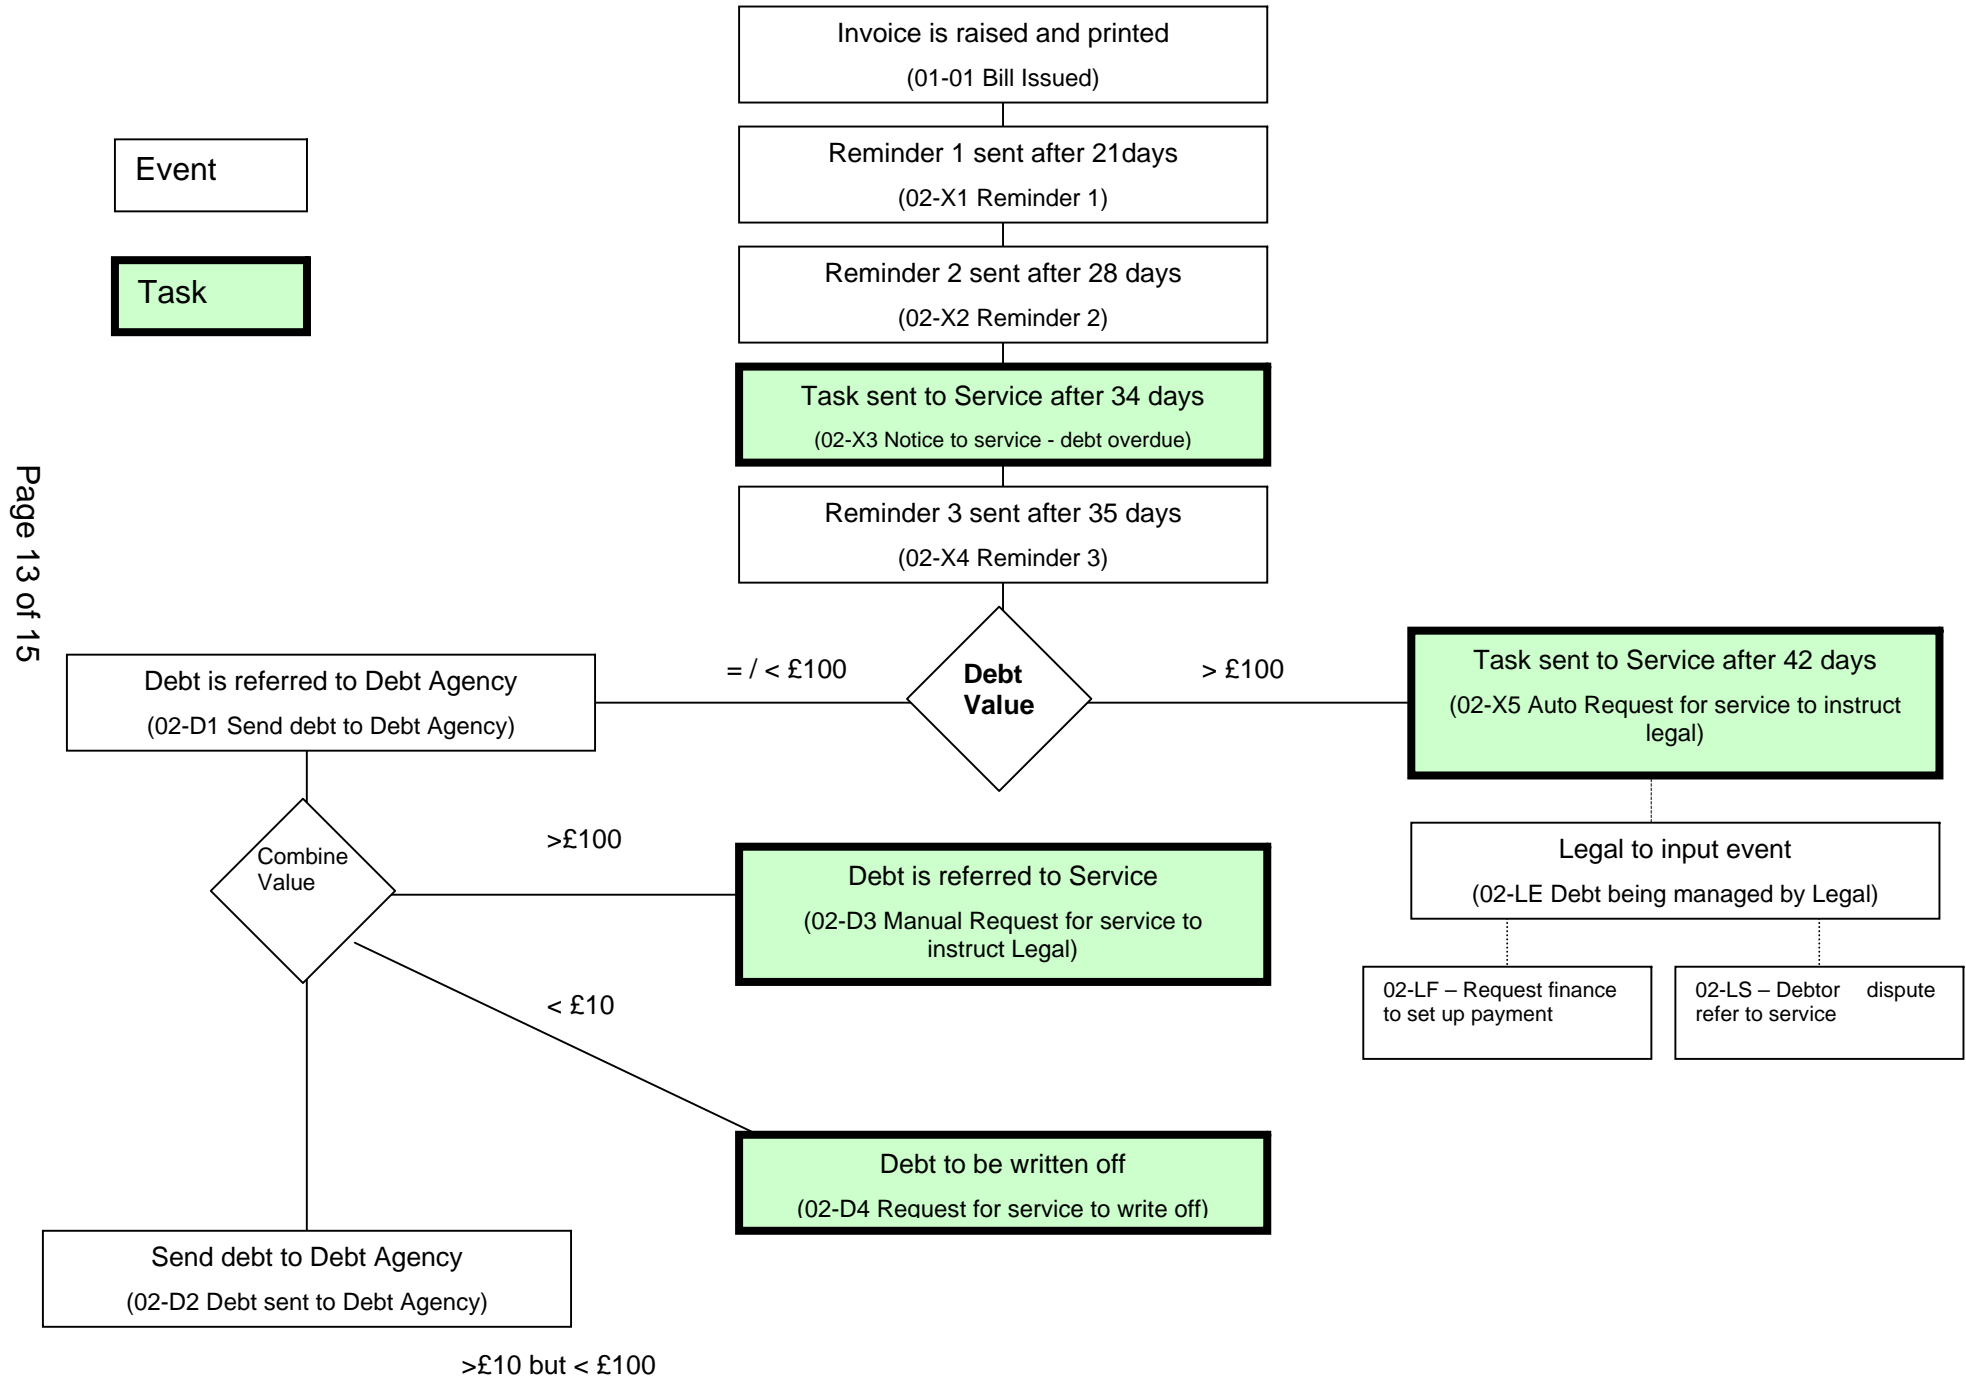 Invoice is raised and printed
(01-01 Bill Issued)
Event
Reminder 1 sent after 21days
(02-X1 Reminder 1)
Task
Reminder 2 sent after 28 days
(02-X2 Reminder 2)
Task sent to Service after 34 days
(02-X3 Notice to service - debt overdue)
Page 13 of 15
Reminder 3 sent after 35 days
(02-X4 Reminder 3)
Debt is referred to Debt Agency
(02-D1 Send debt to Debt Agency)
= / < £100
Debt
Value
> £100
Task sent to Service after 42 days
(02-X5 Auto Request for service to instruct
legal)
Combine
Value
>£100
Debt is referred to Service
(02-D3 Manual Request for service to
instruct Legal)
Legal to input event
(02-LE Debt being managed by Legal)
< £10
02-LF – Request finance
to set up payment
02-LS – Debtor dispute
refer to service
Debt to be written off
(02-D4 Request for service to write off)
Send debt to Debt Agency
(02-D2 Debt sent to Debt Agency)
>£10 but < £100